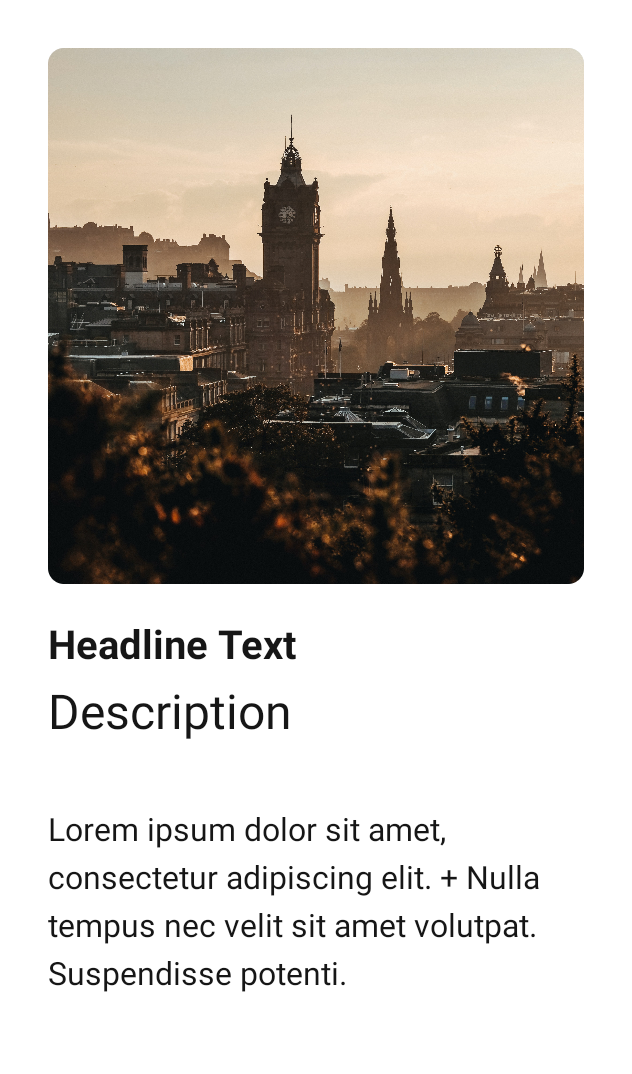 Headline Text
Description
Lorem ipsum dolor sit amet,
consectetur adipiscing elit. + Nulla
tempus nec velit sit amet volutpat.
Suspendisse potenti.